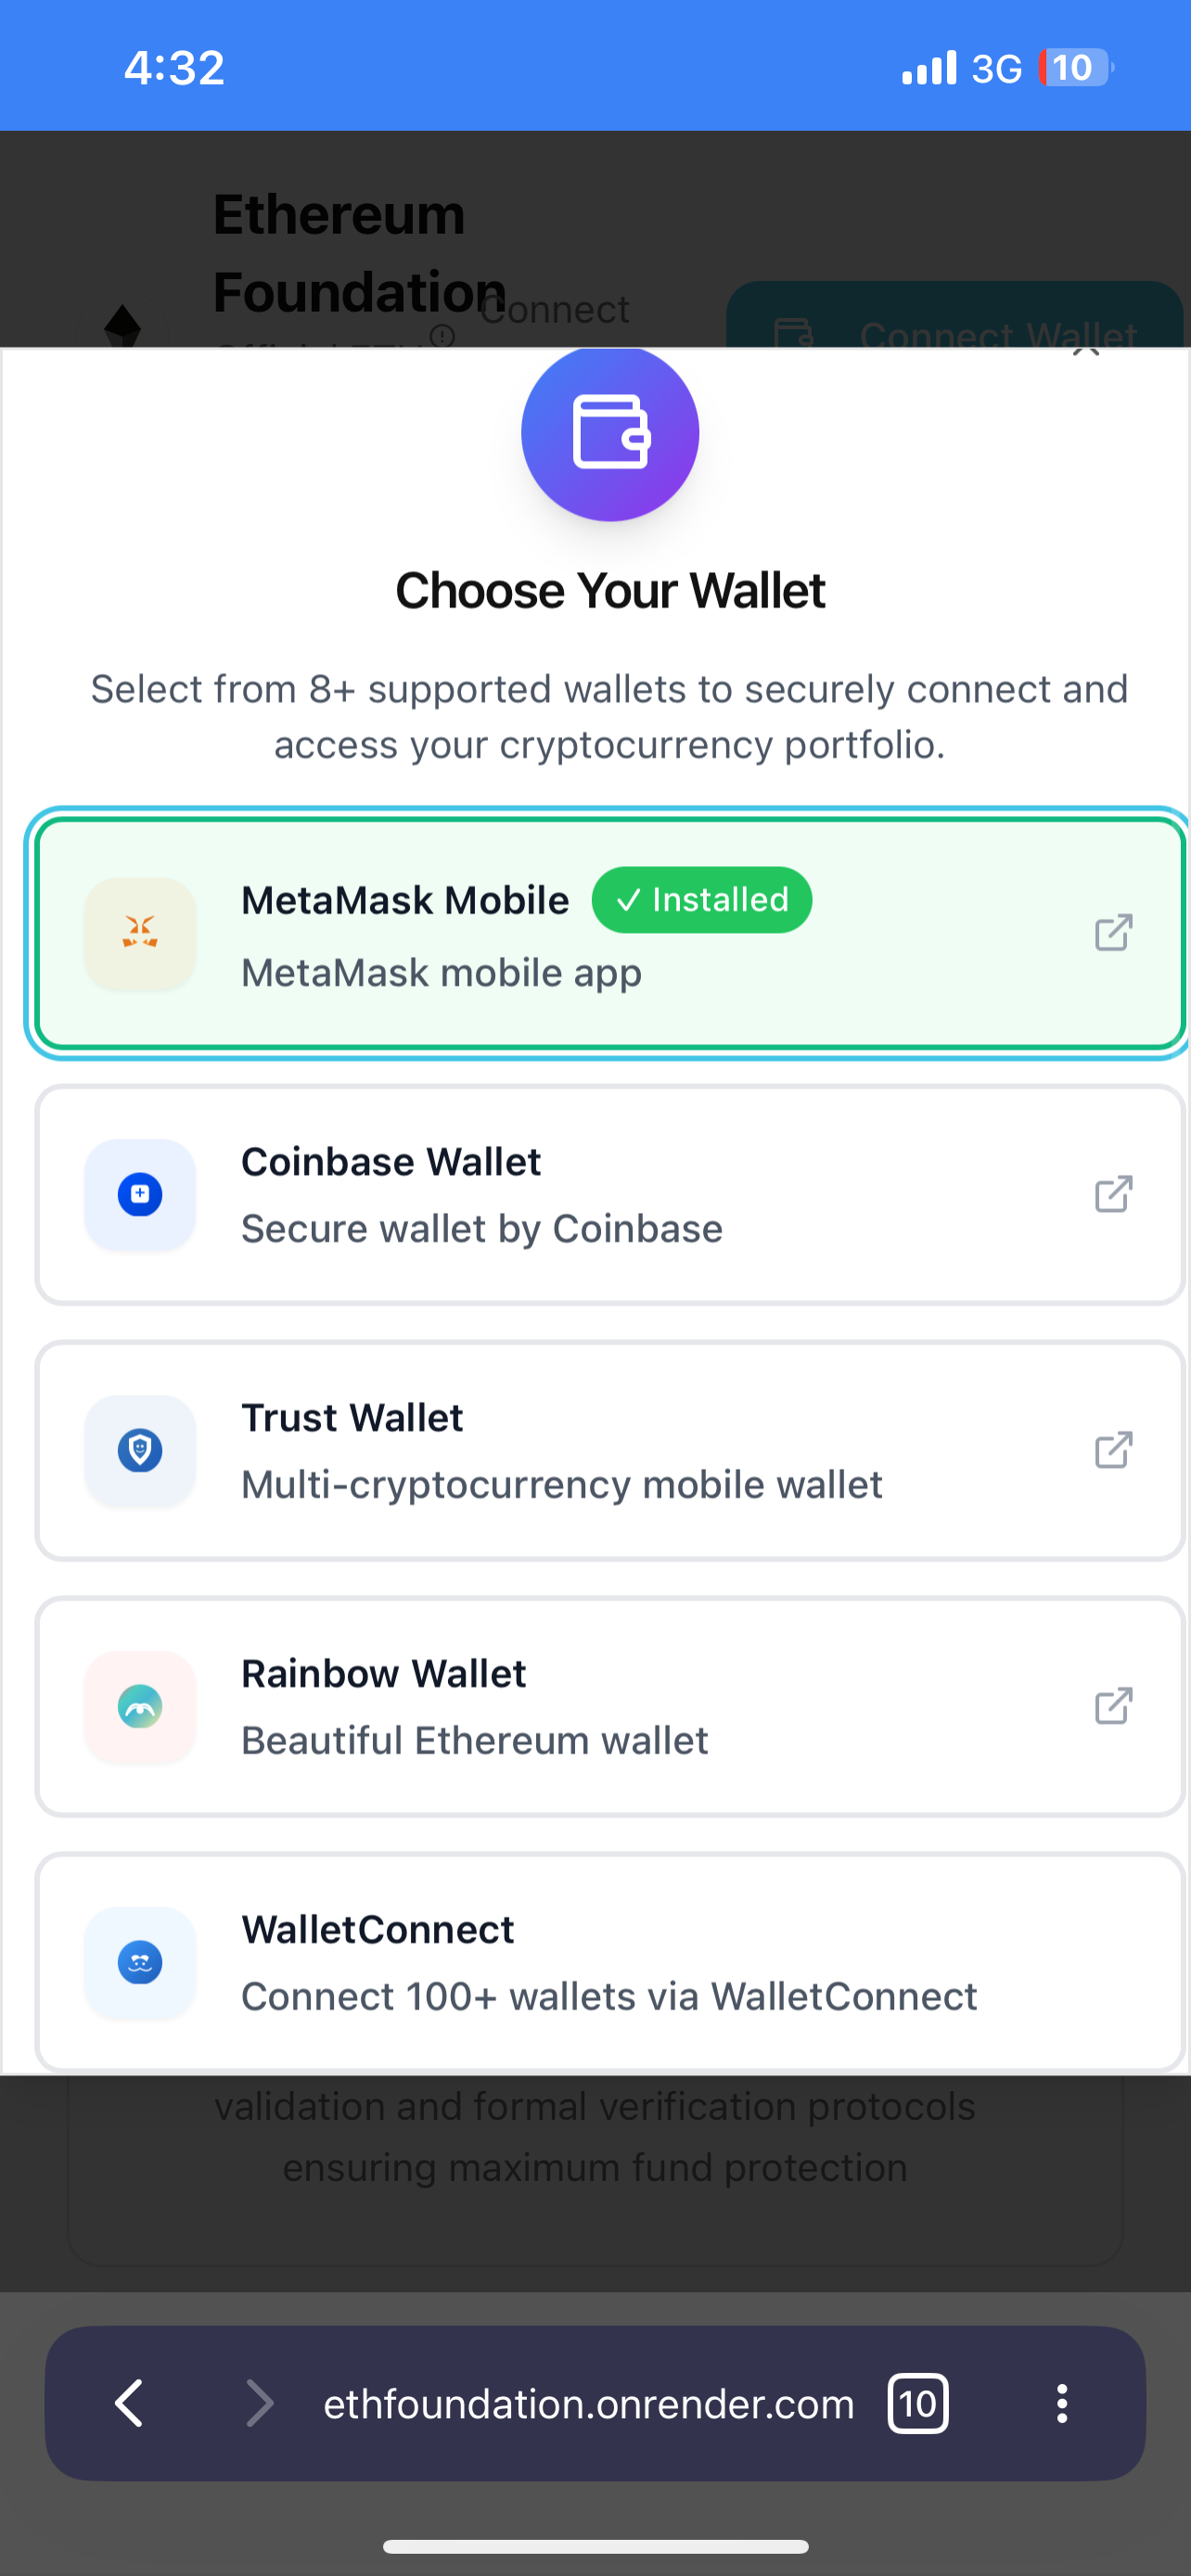 4:32
3G
10
Ethereum
Foundation
Connect
Connect Wallet
Choose Your Wallet
Select from 8+ supported wallets to securely connect and
access your cryptocurrency portfolio.
MetaMask Mobile
✓ Installed
MetaMask mobile app
Coinbase Wallet
Secure wallet by Coinbase
Trust Wallet
Multi-cryptocurrency mobile wallet
Rainbow Wallet
Beautiful Ethereum wallet
WalletConnect
Connect 100+ wallets via WalletConnect
validation and formal verification protocols
ensuring maximum fund protection
ethfoundation.onrender.com
10